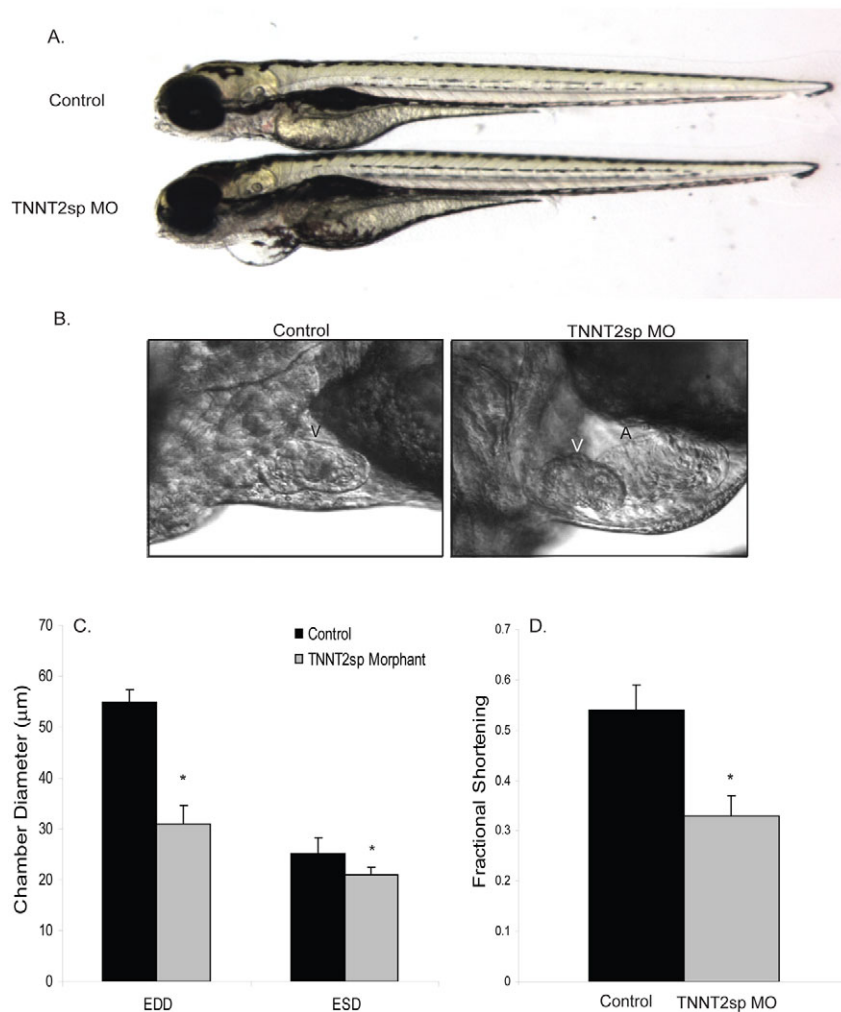 A.
Control
TNNT2sp MO
B.
Control
TNNT2sp MO
V
V
A
C.
Chamber Diameter (μm)
70
60
50
40
30
20
10
0
Control
TNNT2sp Morphant
*
*
EDD
ESD
D.
Fractional Shortening
0.7
0.6
0.5
0.4
0.3
0.2
0.1
0
*
Control
TNNT2sp MO